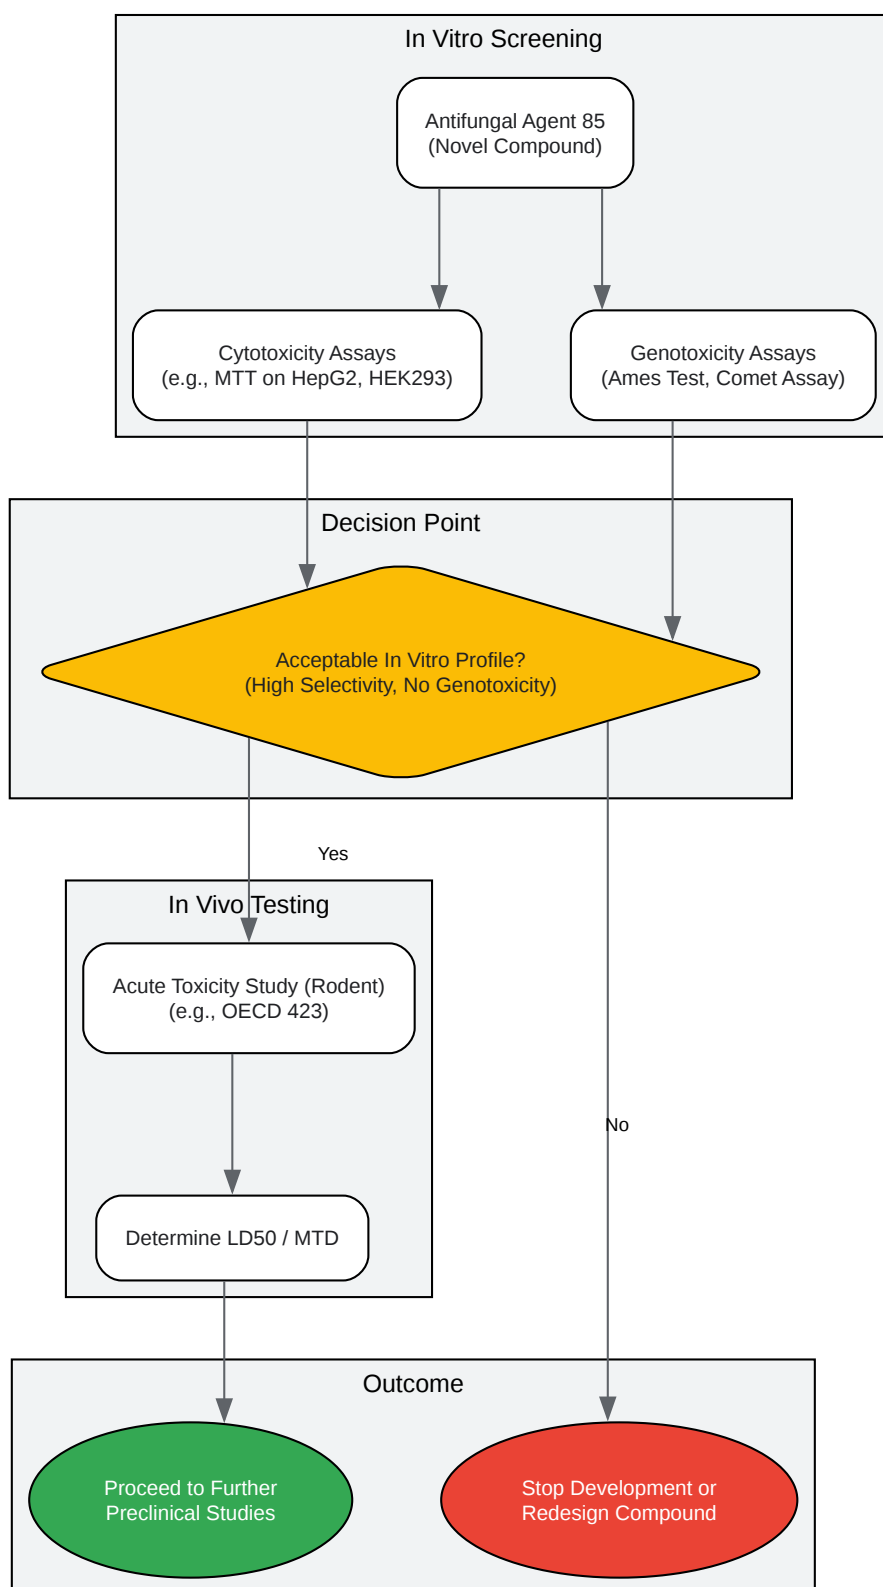 In Vitro Screening
Antifungal Agent 85
(Novel Compound)
Cytotoxicity Assays
(e.g., MTT on HepG2, HEK293)
Genotoxicity Assays
(Ames Test, Comet Assay)
Decision Point
Acceptable In Vitro Profile?
(High Selectivity, No Genotoxicity)
Yes
In Vivo Testing
Acute Toxicity Study (Rodent)
(e.g., OECD 423)
No
Determine LD50 / MTD
Outcome
Proceed to Further
Preclinical Studies
Stop Development or
Redesign Compound